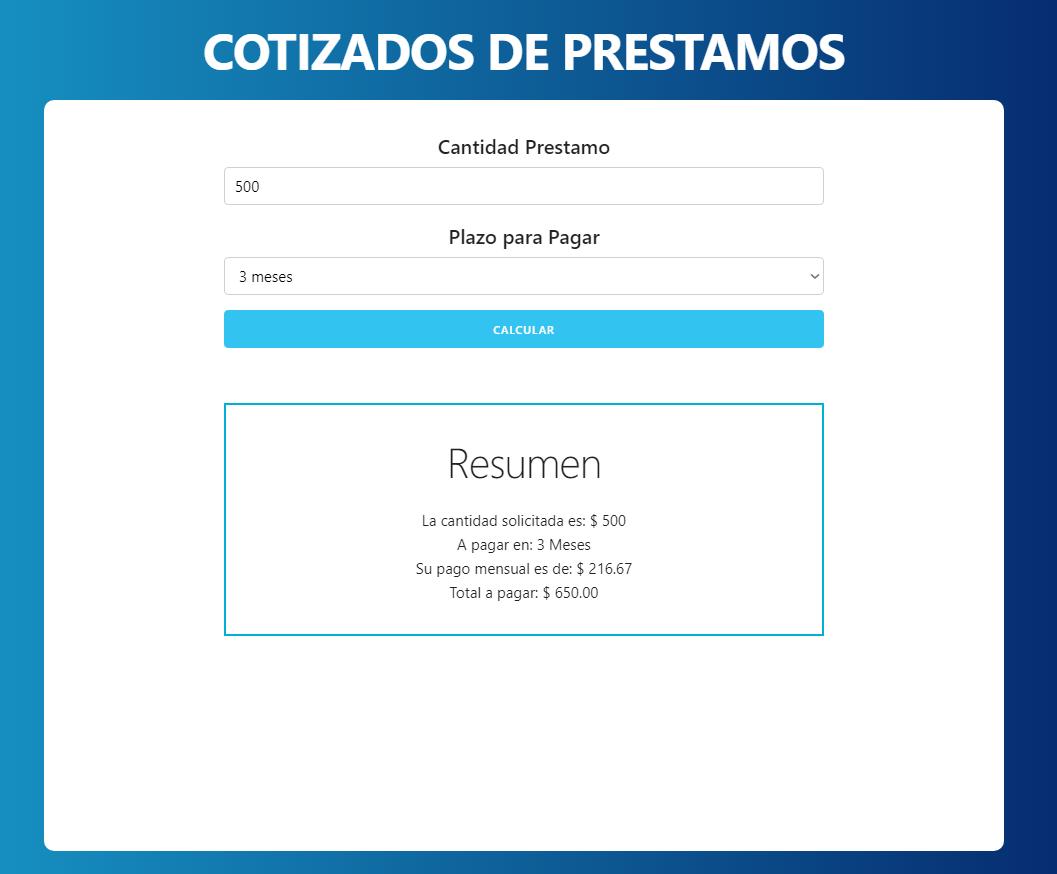 COTIZADOS DE PRESTAMOS
Cantidad Prestamo
500
Plazo para Pagar
3 meses
CALCULAR
Resumen
La cantidad solicitada es: $ 500
A pagar en: 3 Meses
Su pago mensual es de: $ 216.67
Total a pagar: $ 650.00